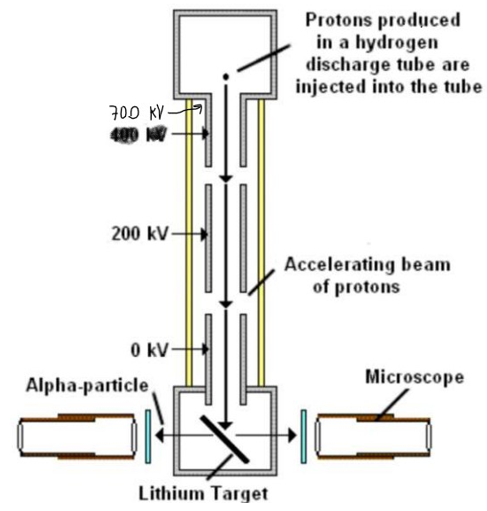 Protons produced
in a hydrogen
discharge tube are
injected into the tube
700 kV
200 kV
Accelerating beam
of protons
0 kV
Alpha-particle
Microscope
Lithium Target